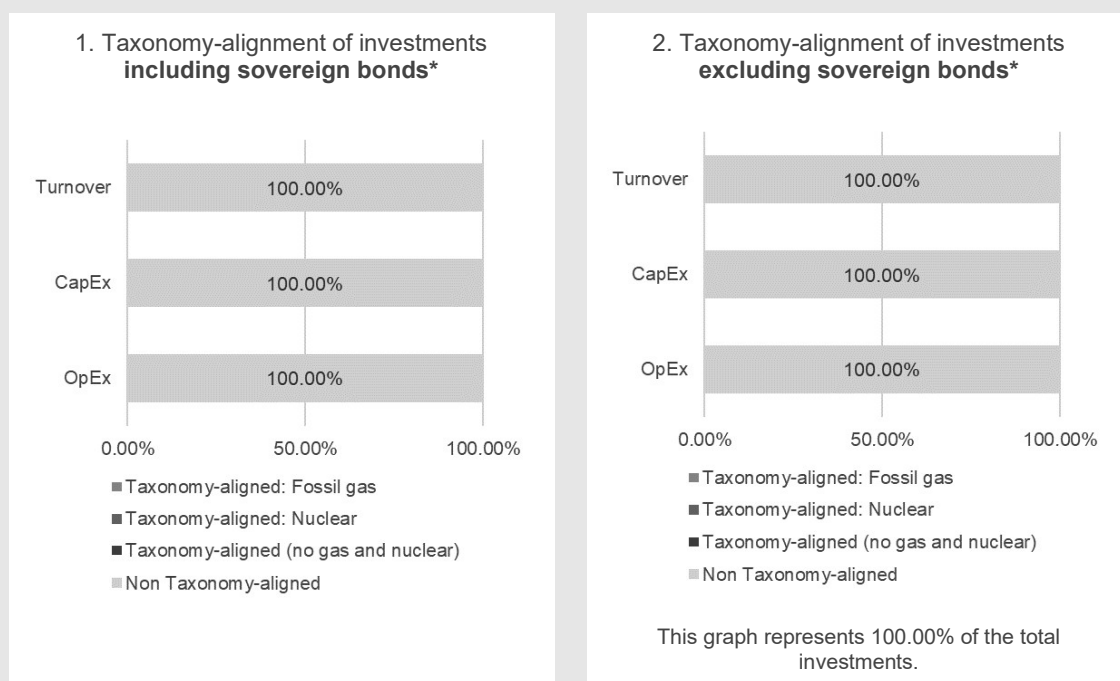 1. Taxonomy-alignment of investments
including sovereign bonds*
Turnover
100.00%
CapEx
100.00%
OpEx
100.00%
0.00% 50.00% 100.00%
Taxonomy-aligned: Fossil gas
Taxonomy-aligned: Nuclear
Taxonomy-aligned (no gas and nuclear)
Non Taxonomy-aligned
2. Taxonomy-alignment of investments
excluding sovereign bonds*
Turnover
100.00%
CapEx
100.00%
OpEx
100.00%
0.00% 50.00% 100.00%
Taxonomy-aligned: Fossil gas
Taxonomy-aligned: Nuclear
Taxonomy-aligned (no gas and nuclear)
Non Taxonomy-aligned
This graph represents 100.00% of the total
investments.